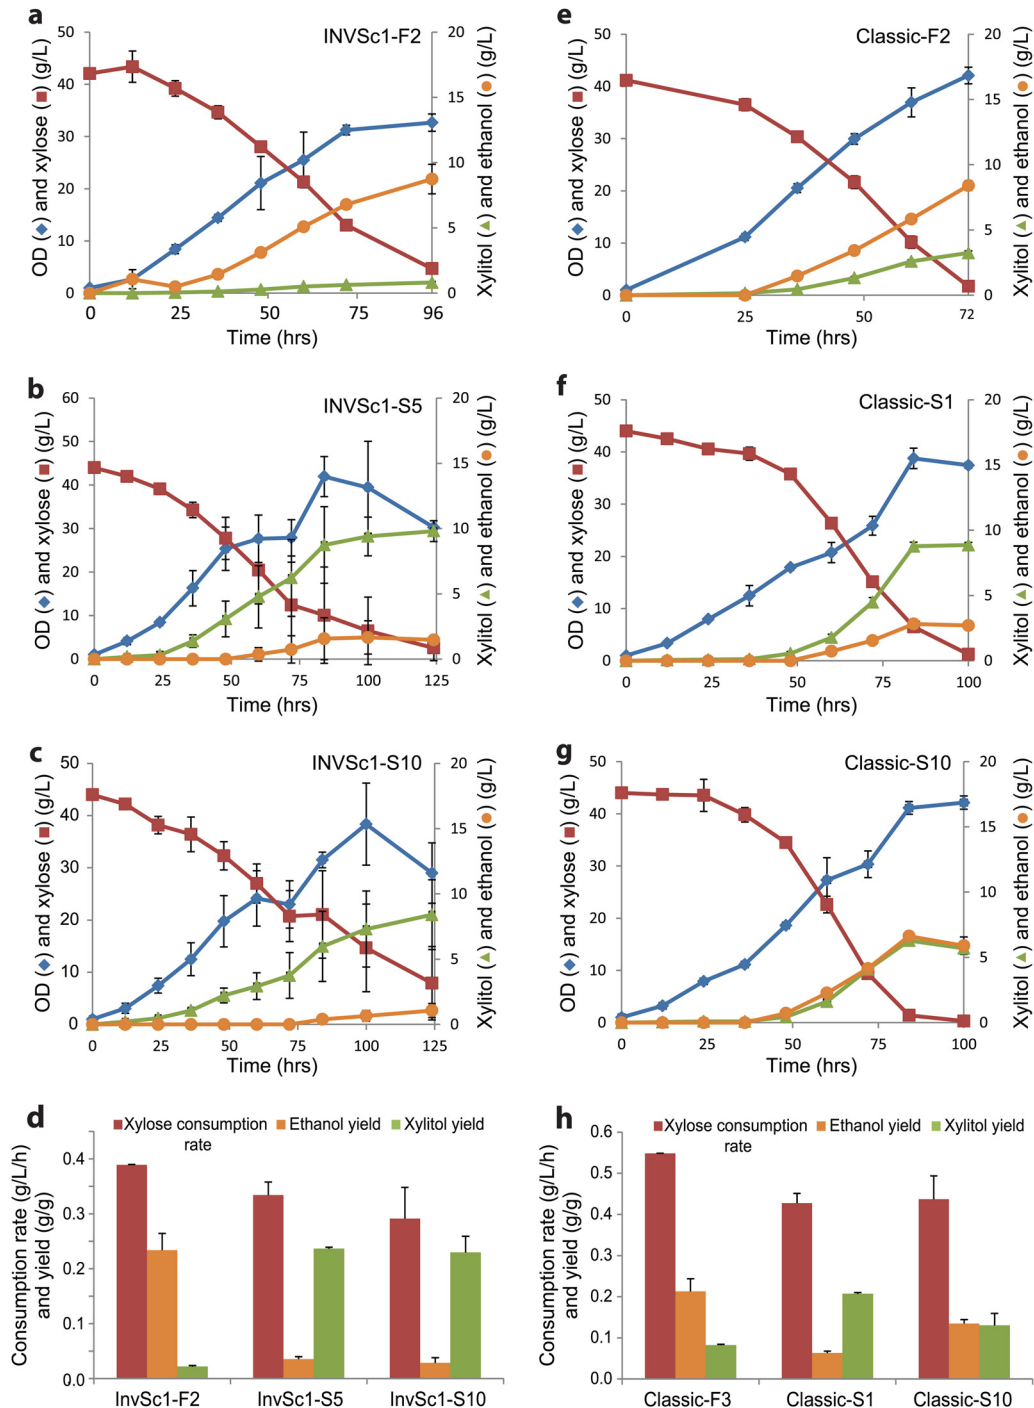 a
INVSc1-F2
OD (◆) and xylose (■) (g/L)
50
40
30
20
10
0
20
15
10
5
0
Xylitol (▲) and ethanol (●) (g/L)
0
25
50
75
96
Time (hrs)
e
Classic-F2
OD (◆) and xylose (■) (g/L)
50
40
30
20
10
0
20
15
10
5
0
Xylitol (▲) and ethanol (●) (g/L)
0
25
50
72
Time (hrs)
b
INVSc1-S5
OD (◆) and xylose (■) (g/L)
60
50
40
30
20
10
0
20
15
10
5
0
Xylitol (▲) and ethanol (●) (g/L)
0
25
50
75
100
125
Time (hrs)
f
Classic-S1
OD (◆) and xylose (■) (g/L)
50
40
30
20
10
0
20
15
10
5
0
Xylitol (▲) and ethanol (●) (g/L)
0
25
50
75
100
Time (hrs)
c
INVSc1-S10
OD (◆) and xylose (■) (g/L)
50
40
30
20
10
0
20
15
10
5
0
Xylitol (▲) and ethanol (●) (g/L)
0
25
50
75
100
125
Time (hrs)
g
Classic-S10
OD (◆) and xylose (■) (g/L)
50
40
30
20
10
0
20
15
10
5
0
Xylitol (▲) and ethanol (●) (g/L)
0
25
50
75
100
Time (hrs)
d
Xylose consumption rate
Ethanol yield
Xylitol yield
Consumption rate (g/L/h)
and yield (g/g)
0.4
0.3
0.2
0.1
0.0
InvSc1-F2
InvSc1-S5
InvSc1-S10
h
Xylose consumption rate
Ethanol yield
Xylitol yield
Consumption rate (g/L/h)
and yield (g/g)
0.6
0.5
0.4
0.3
0.2
0.1
0.0
Classic-F3
Classic-S1
Classic-S10